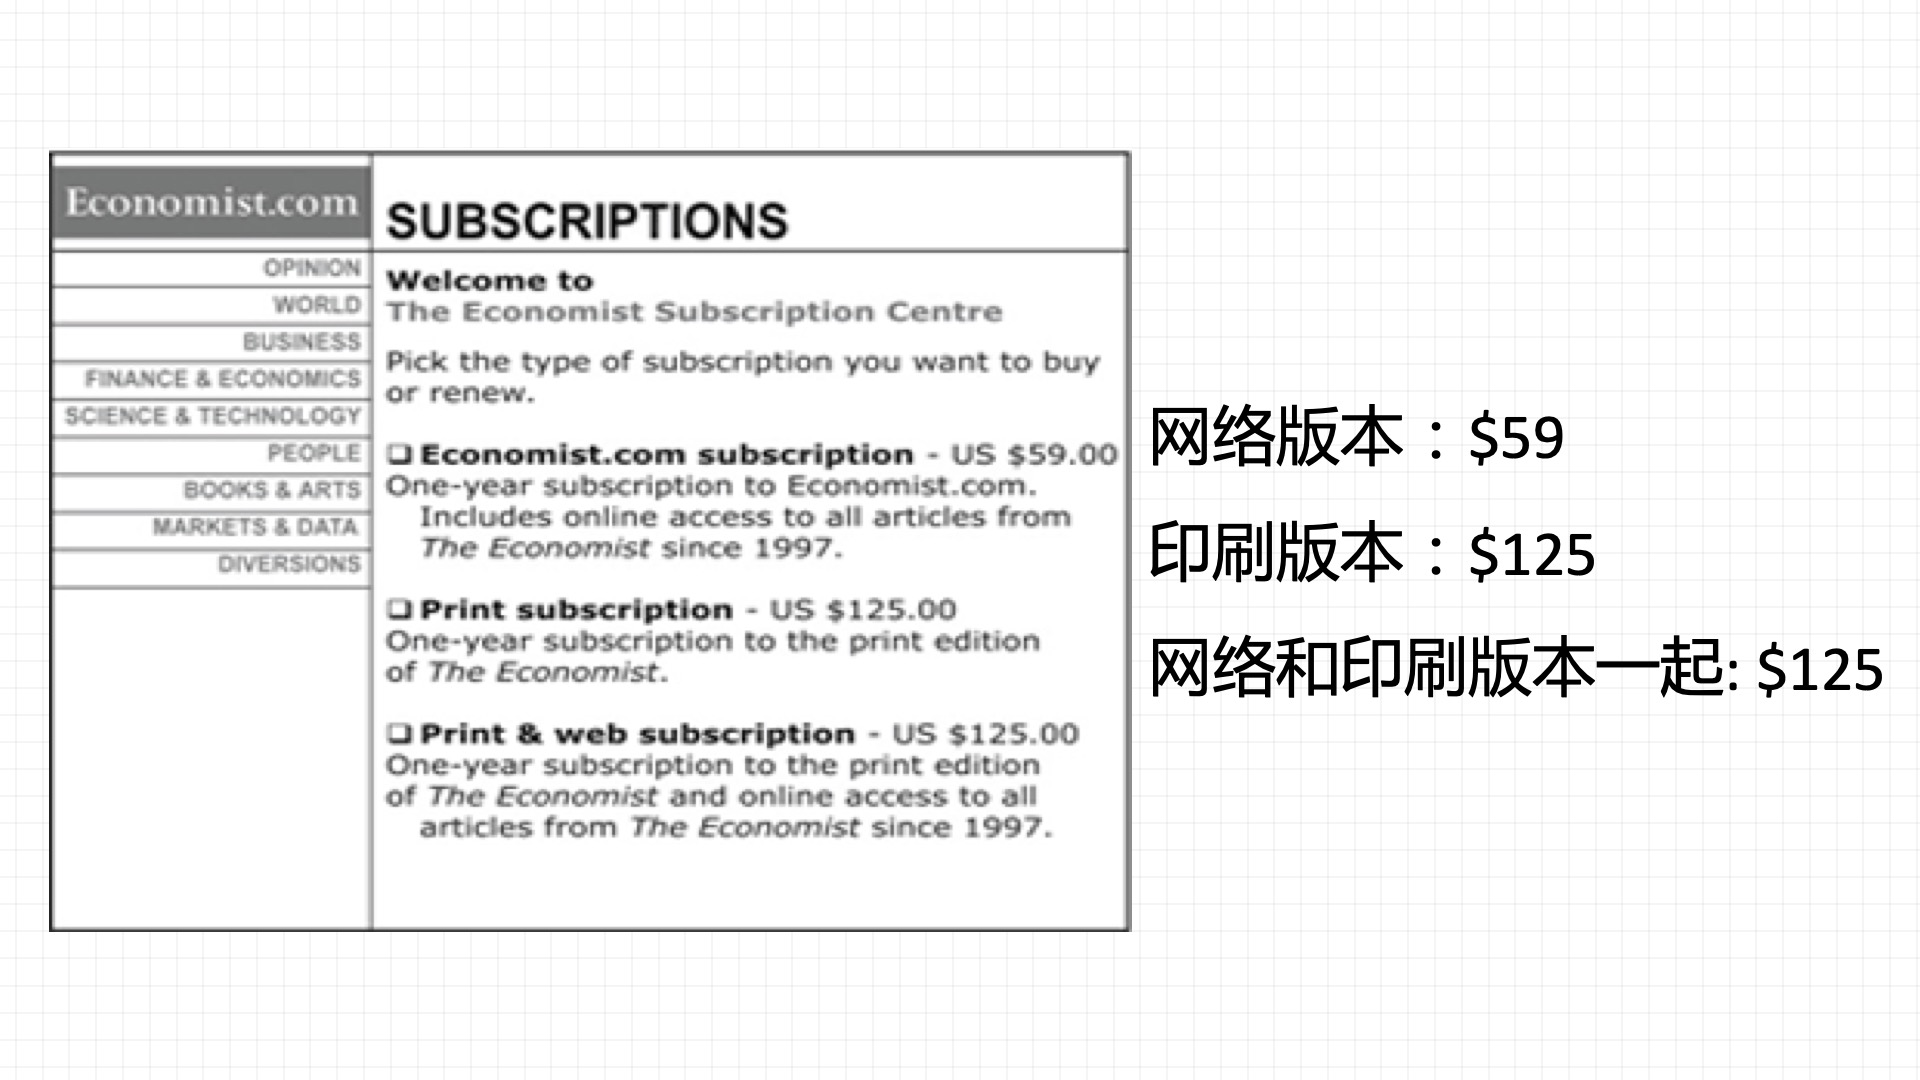 Economist.com
OPINION
WORLD
BUSINESS
FINANCE & ECONOMICS
SCIENCE & TECHNOLOGY
PEOPLE
BOOKS & ARTS
MARKETS & DATA
DIVERSIONS
SUBSCRIPTIONS
Welcome to
The Economist Subscription Centre
Pick the type of subscription you want to buy
or renew.
❑ Economist.com subscription - US $59.00
One-year subscription to Economist.com.
Includes online access to all articles from
The Economist since 1997.
❑ Print subscription - US $125.00
One-year subscription to the print edition
of The Economist.
❑ Print & web subscription - US $125.00
One-year subscription to the print edition
of The Economist and online access to all
articles from The Economist since 1997.
网络版本：$59
印刷版本：$125
网络和印刷版本一起: $125